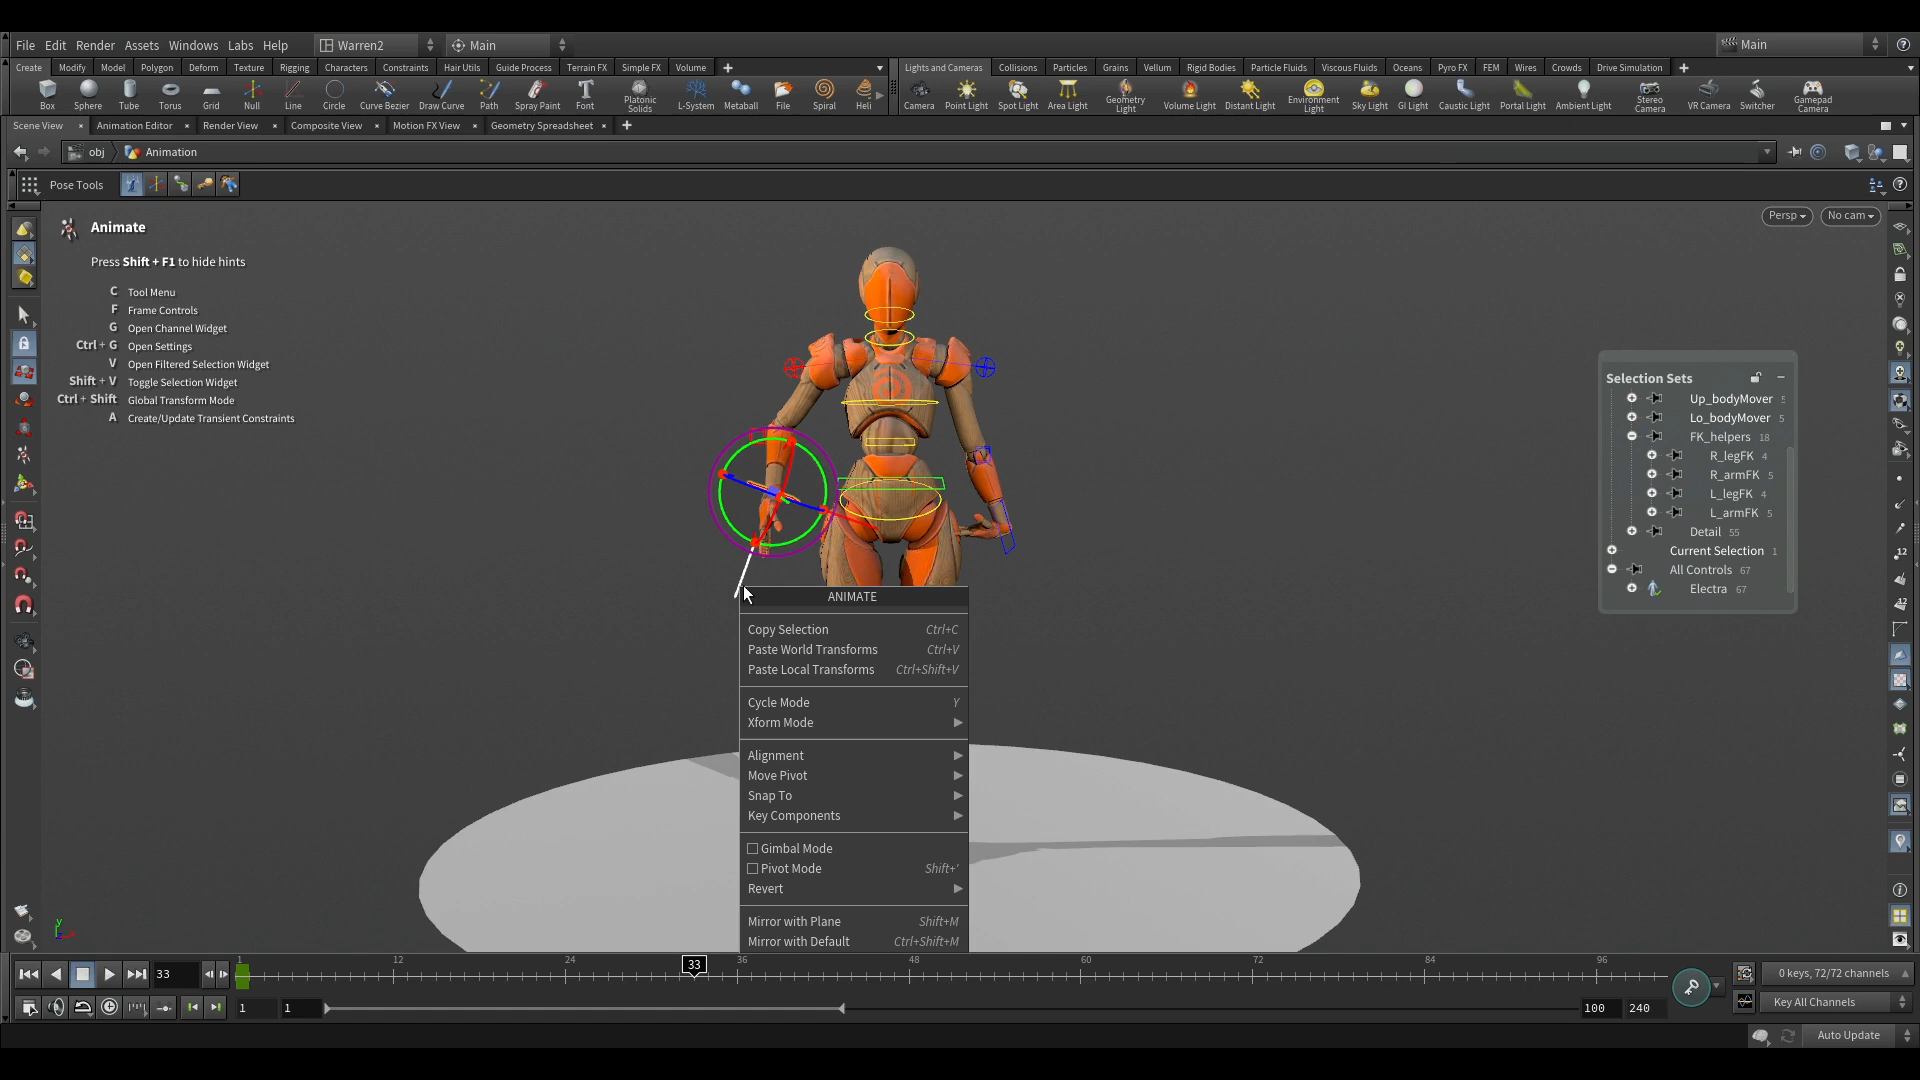 File Edit Render Assets Windows Labs Help Warren2 Main Main
Create Modify Model Polygon Deform Texture Rigging Characters Constraints Hair Utils Guide Process Terrain FX Simple FX Volume
Lights and Cameras Collisions Particles Grains Vellum Rigid Bodies Particle Fluids Viscous Fluids Oceans Pyro FX FEM Wires Crowds Drive Simulation
Box Sphere Tube Torus Grid Null Line Circle Curve Bezier Draw Curve Path Spray Paint Font Platonic Solids L-System Metaball File Spiral Heli
Camera Point Light Spot Light Area Light Geometry Light Volume Light Distant Light Environment Light Sky Light GI Light Caustic Light Portal Light Ambient Light Stereo Camera VR Camera Switcher Gamepad Camera
Scene View Animation Editor Render View Composite View Motion FX View Geometry Spreadsheet
obj Animation
Pose Tools
Persp No cam
Animate
Press Shift + F1 to hide hints
C Tool Menu
F Frame Controls
G Open Channel Widget
Ctrl + G Open Settings
V Open Filtered Selection Widget
Shift + V Toggle Selection Widget
Ctrl + Shift Global Transform Mode
A Create/Update Transient Constraints
Selection Sets
Up_bodyMover 5
Lo_bodyMover 5
FK_helpers 18
R_legFK 4
R_armFK 5
L_legFK 4
L_armFK 5
Detail 55
Current Selection 1
All Controls 67
Electra 67
ANIMATE
Copy Selection Ctrl+C
Paste World Transforms Ctrl+V
Paste Local Transforms Ctrl+Shift+V
Cycle Mode Y
Xform Mode
Alignment
Move Pivot
Snap To
Key Components
Gimbal Mode
Pivot Mode Shift+'
Revert
Mirror with Plane Shift+M
Mirror with Default Ctrl+Shift+M
12
12
y
33 1 12 24 33 36 48 60 72 84 96
0 keys, 72/72 channels
1 1 100 240
Key All Channels
Auto Update